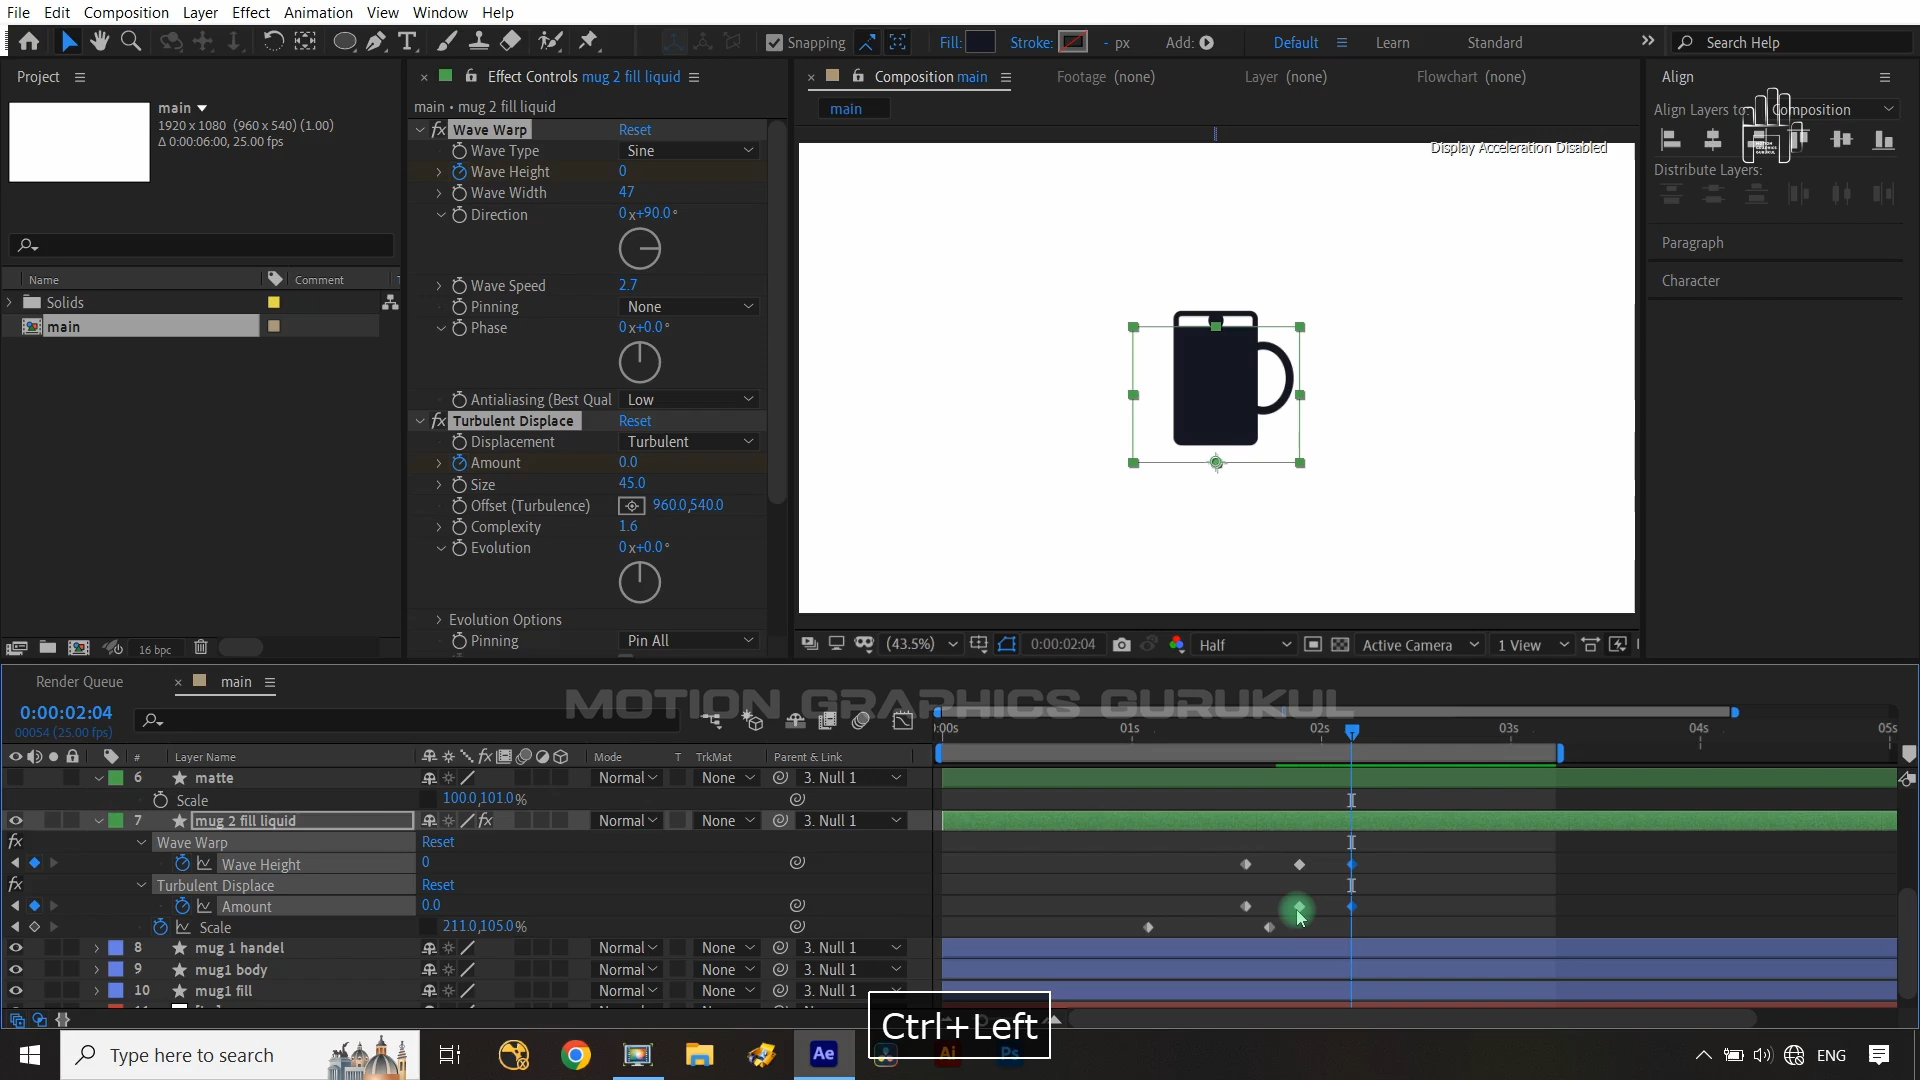 File Edit Composition Layer Effect Animation View Window Help
Snapping Fill: Stroke: - px Add: Default Learn Standard Search Help
Project
main
1920 x 1080 (960 x 540) (1.00)
Δ 0:00:06:00, 25.00 fps
Name Comment
Solids
main
16 bpc
Effect Controls mug 2 fill liquid
main • mug 2 fill liquid
fx Wave Warp Reset
Wave Type Sine
Wave Height 0
Wave Width 47
Direction 0x+90.0°
Wave Speed 2.7
Pinning None
Phase 0x+0.0°
Antialiasing (Best Qual Low
fx Turbulent Displace Reset
Displacement Turbulent
Amount 0.0
Size 45.0
Offset (Turbulence) 960.0,540.0
Complexity 1.6
Evolution 0x+0.0°
Evolution Options
Pinning Pin All
Composition main Footage (none) Layer (none) Flowchart (none)
main
Display Acceleration Disabled
(43.5%) 0:00:02:04 Half Active Camera 1 View
Align
Align Layers to: Composition
Distribute Layers:
Paragraph
Character
Render Queue main
MOTION GRAPHICS GURUKUL
0:00:02:04
00054 (25.00 fps)
:00s 01s 02s 03s 04s 05s
# Layer Name Mode T TrkMat Parent & Link
6 matte Normal None 3. Null 1
Scale 100.0,101.0%
7 mug 2 fill liquid Normal None 3. Null 1
fx Wave Warp Reset
Wave Height 0
fx Turbulent Displace Reset
Amount 0.0
Scale 211.0,105.0%
8 mug 1 handel Normal None 3. Null 1
9 mug1 body Normal None 3. Null 1
10 mug1 fill Normal None 3. Null 1
Ctrl+Left
Type here to search Ae Ai Ps ENG